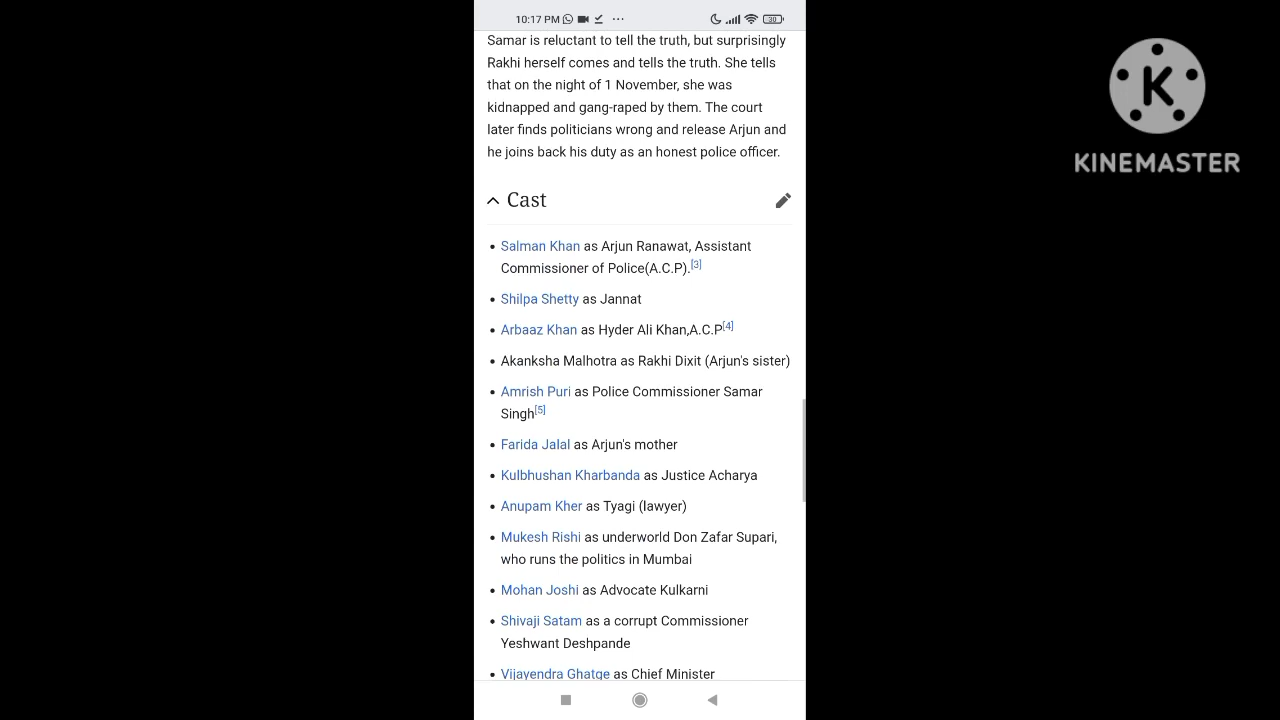 10:17 PM
30
Samar is reluctant to tell the truth, but surprisingly
Rakhi herself comes and tells the truth. She tells
that on the night of 1 November, she was
kidnapped and gang-raped by them. The court
later finds politicians wrong and release Arjun and
he joins back his duty as an honest police officer.
Cast
• Salman Khan as Arjun Ranawat, Assistant
Commissioner of Police(A.C.P).[3]
• Shilpa Shetty as Jannat
• Arbaaz Khan as Hyder Ali Khan,A.C.P[4]
• Akanksha Malhotra as Rakhi Dixit (Arjun's sister)
• Amrish Puri as Police Commissioner Samar
Singh[5]
• Farida Jalal as Arjun's mother
• Kulbhushan Kharbanda as Justice Acharya
• Anupam Kher as Tyagi (lawyer)
• Mukesh Rishi as underworld Don Zafar Supari,
who runs the politics in Mumbai
• Mohan Joshi as Advocate Kulkarni
• Shivaji Satam as a corrupt Commissioner
Yeshwant Deshpande
• Vijayendra Ghatge as Chief Minister
K
KINEMASTER